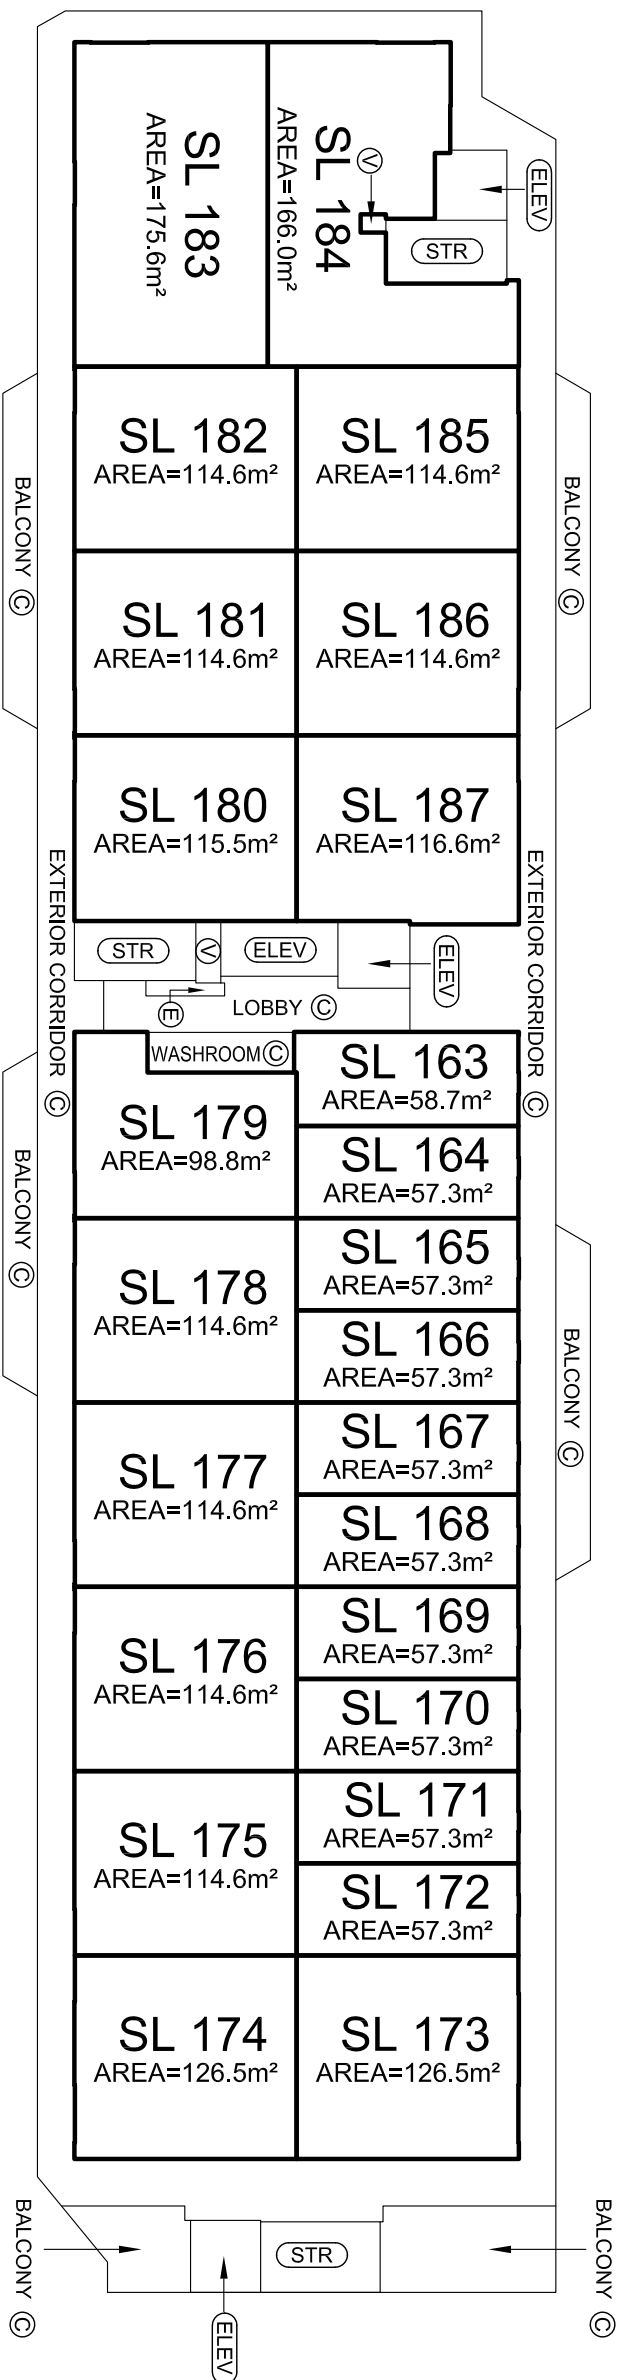 SL 183
AREA=175.6m²
SL 184
AREA=166.0m²
V
ELEV
STR
SL 182
AREA=114.6m²
SL 185
AREA=114.6m²
BALCONY C
BALCONY C
SL 181
AREA=114.6m²
SL 186
AREA=114.6m²
SL 180
AREA=115.5m²
SL 187
AREA=116.6m²
EXTERIOR CORRIDOR C
EXTERIOR CORRIDOR C
STR
V
ELEV
ELEV
E
LOBBY C
WASHROOM C
SL 163
AREA=58.7m²
SL 179
AREA=98.8m²
SL 164
AREA=57.3m²
BALCONY C
SL 165
AREA=57.3m²
SL 178
AREA=114.6m²
SL 166
AREA=57.3m²
BALCONY C
SL 167
AREA=57.3m²
SL 177
AREA=114.6m²
SL 168
AREA=57.3m²
SL 169
AREA=57.3m²
SL 176
AREA=114.6m²
SL 170
AREA=57.3m²
SL 171
AREA=57.3m²
SL 175
AREA=114.6m²
SL 172
AREA=57.3m²
SL 174
AREA=126.5m²
SL 173
AREA=126.5m²
BALCONY C
STR
ELEV
BALCONY C